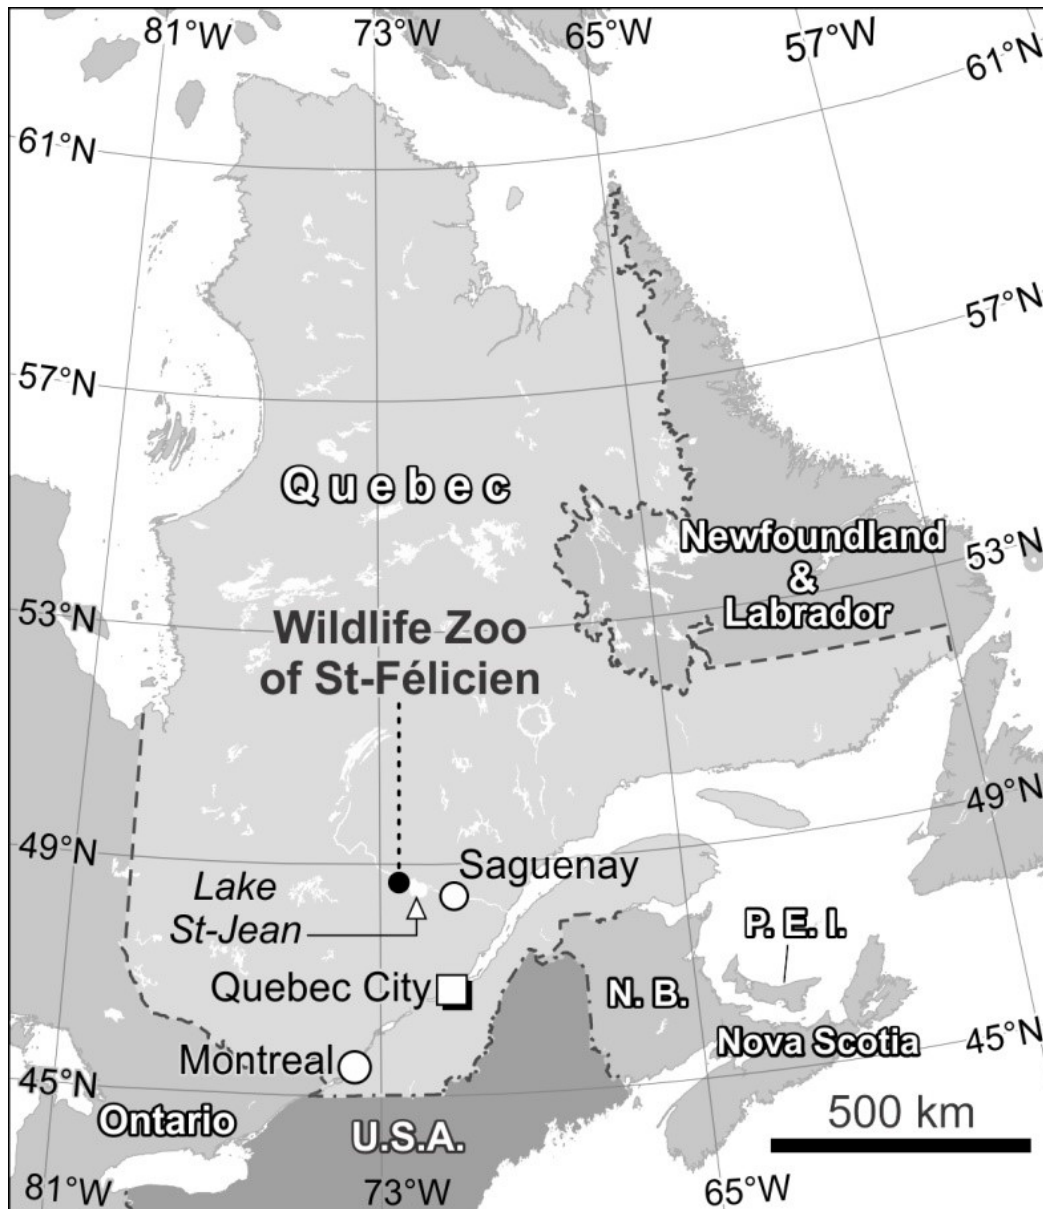 81°W
73°W
65°W
57°W
61°N
61°N
57°N
57°N
Quebec
Newfoundland
&
Labrador
53°N
53°N
Wildlife Zoo
of St-Félicien
49°N
49°N
Saguenay
Lake
St-Jean
P. E. I.
Quebec City
N. B.
Nova Scotia
45°N
Montreal
45°N
Ontario
U.S.A.
500 km
81°W
73°W
65°W